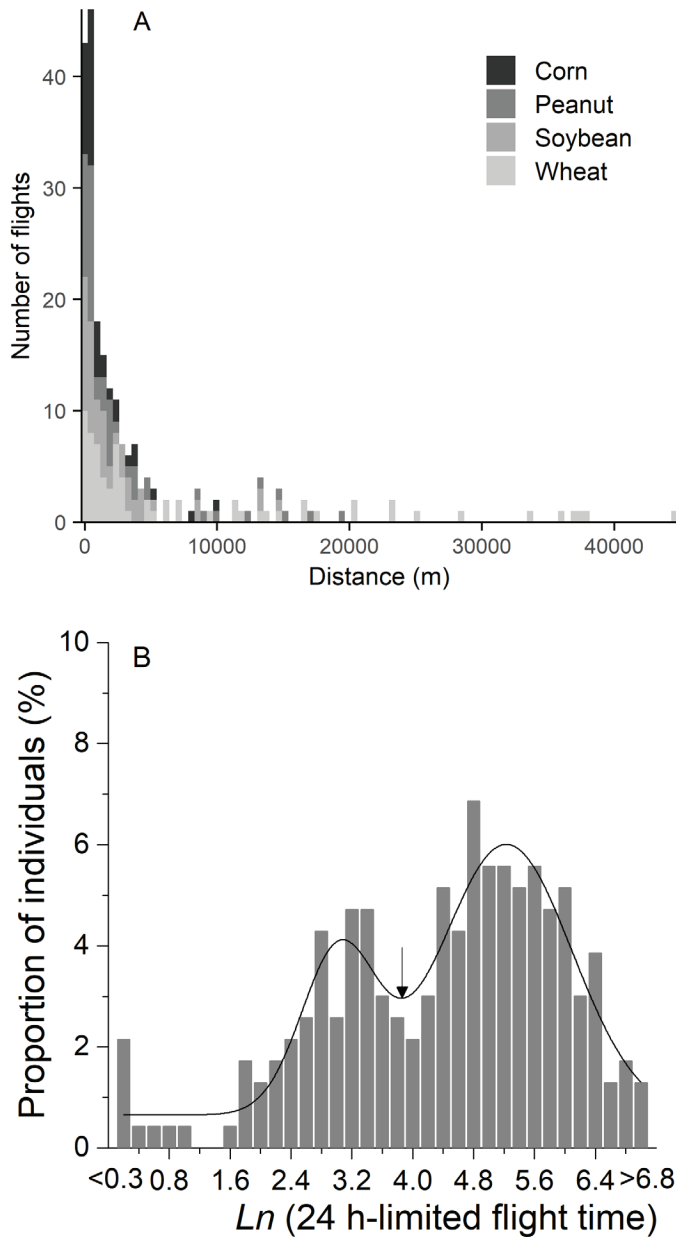 A
Corn
Peanut
Soybean
Wheat
Number of flights
40
30
20
10
0
0 10000 20000 30000 40000
Distance (m)
B
Proportion of individuals (%)
10
8
6
4
2
0
<0.3 0.8 1.6 2.4 3.2 4.0 4.8 5.6 6.4 >6.8
Ln (24 h-limited flight time)